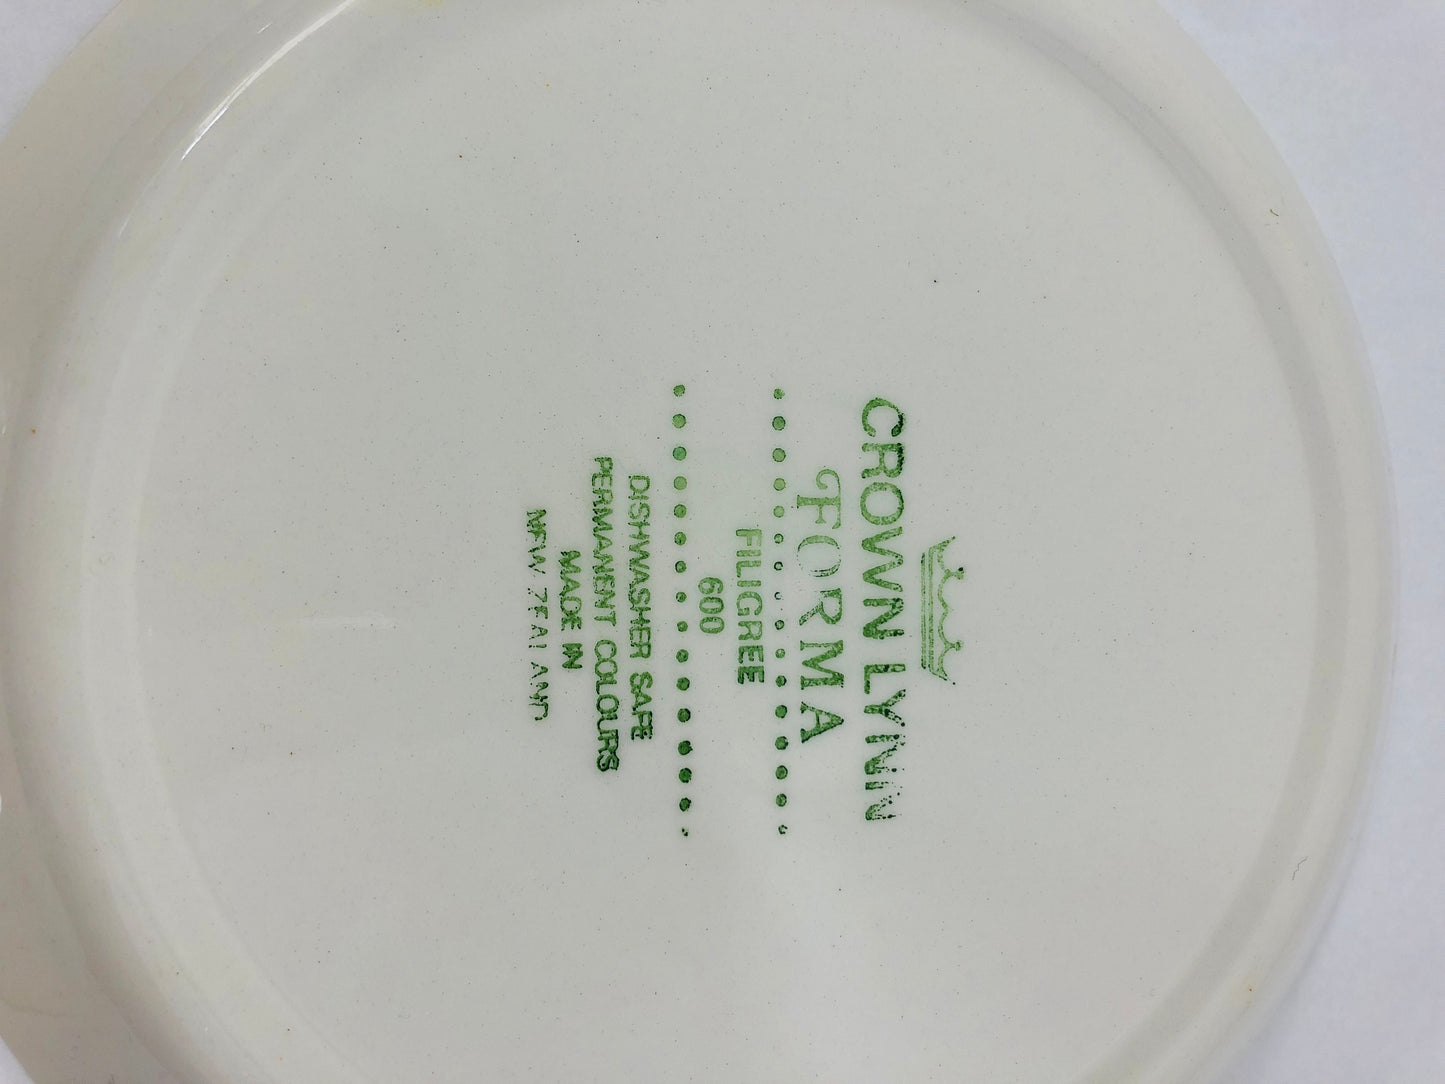 CROWN LYNN
FORMA
FILIGREE
600
DISHWASHER SAFE
PERMANENT COLOURS
MADE IN
NEW ZEALAND